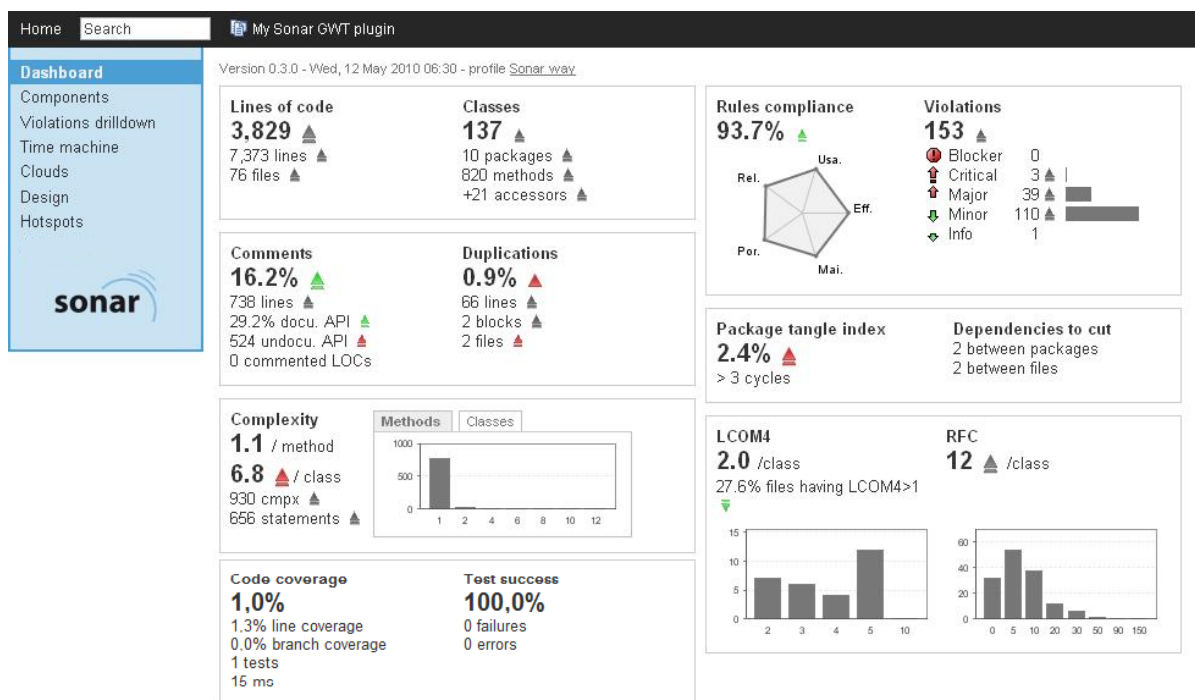 Home Search My Sonar GWT plugin
Dashboard
Components
Violations drilldown
Time machine
Clouds
Design
Hotspots
sonar
Version 0.3.0 - Wed, 12 May 2010 06:30 - profile Sonar way
Lines of code
3,829
7,373 lines
76 files
Classes
137
10 packages
820 methods
+21 accessors
Comments
16.2%
738 lines
29.2% docu. API
524 undocu. API
0 commented LOCs
Duplications
0.9%
66 lines
2 blocks
2 files
Complexity
1.1 / method
6.8 / class
930 cmpx
656 statements
Methods Classes
1000
500
0
1 2 4 6 8 10 12
Code coverage
1,0%
1,3% line coverage
0,0% branch coverage
1 tests
15 ms
Test success
100,0%
0 failures
0 errors
Rules compliance
93.7%
Usa.
Rel.
Eff.
Por.
Mai.
Violations
153
Blocker 0
Critical 3
Major 39
Minor 110
Info 1
Package tangle index
2.4%
> 3 cycles
Dependencies to cut
2 between packages
2 between files
LCOM4
2.0 /class
27.6% files having LCOM4>1
15
10
5
0
2 3 4 5 10
RFC
12 /class
60
40
20
0
0 5 10 20 30 50 90 150